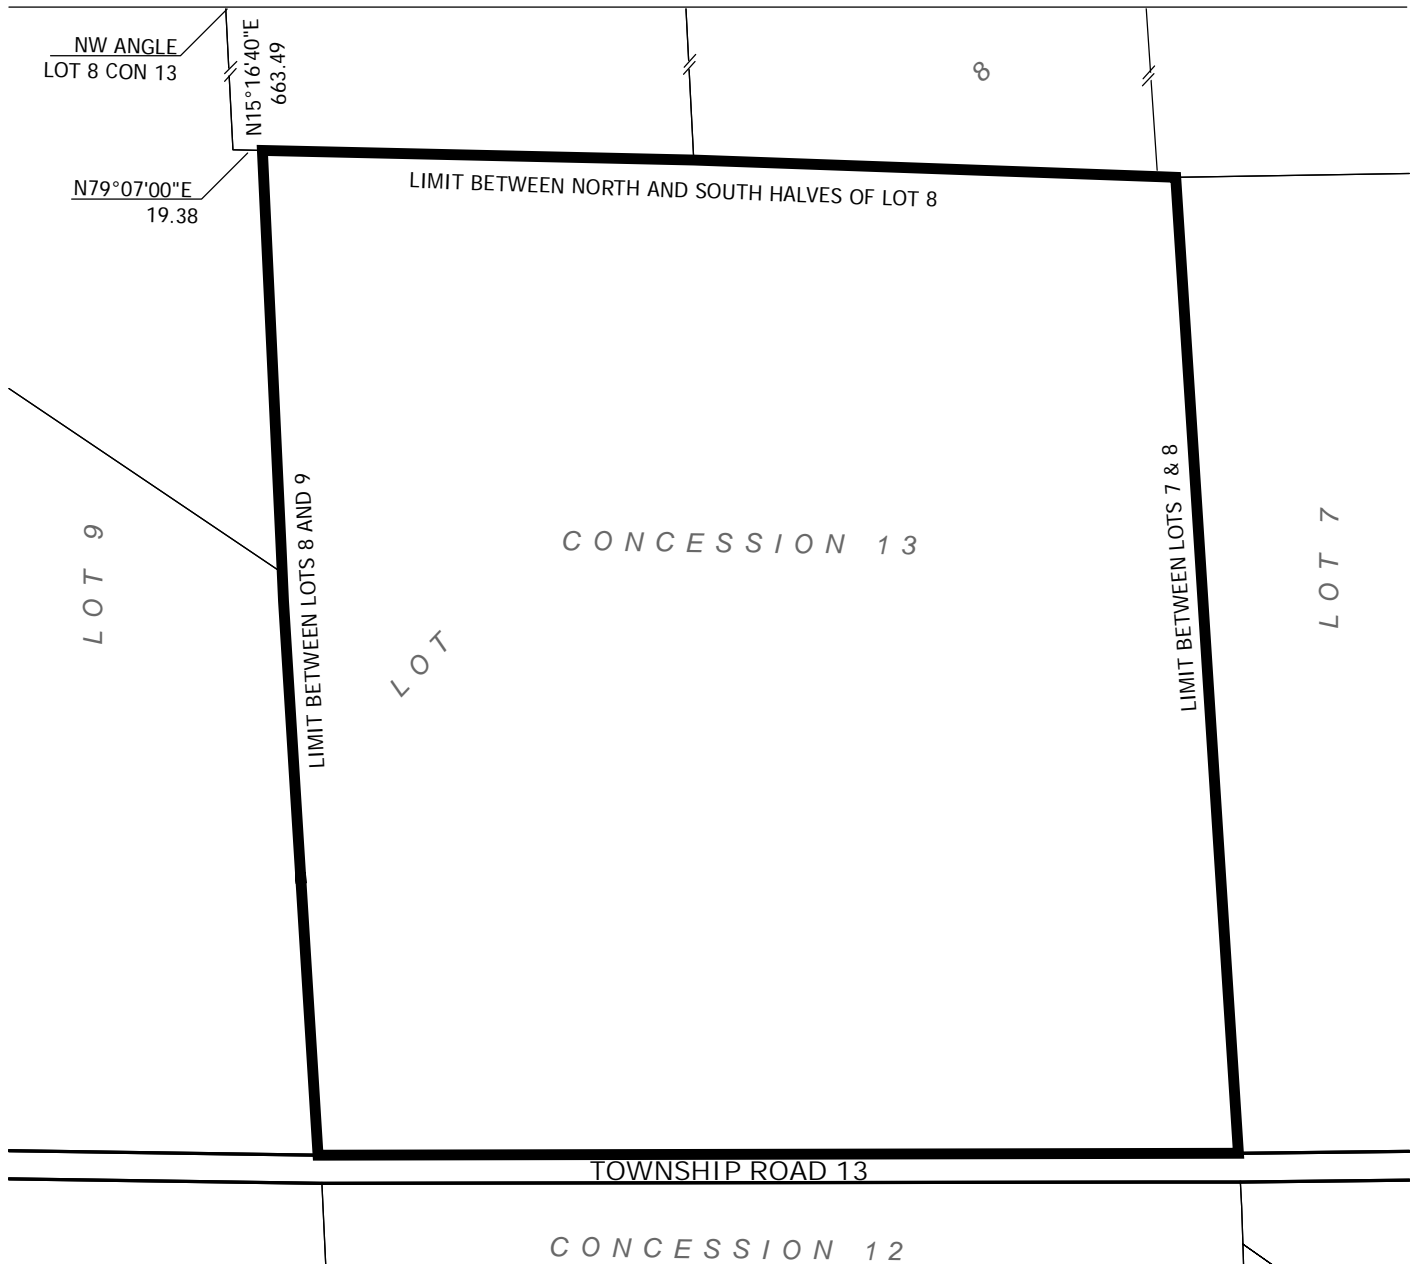 NW ANGLE
LOT 8 CON 13
N15°16'40"E
663.49
8
N79°07'00"E
19.38
LIMIT BETWEEN NORTH AND SOUTH HALVES OF LOT 8
LOT 9
LIMIT BETWEEN LOTS 8 AND 9
CONCESSION 13
LOT
LIMIT BETWEEN LOTS 7 & 8
LOT 7
TOWNSHIP ROAD 13
CONCESSION 12